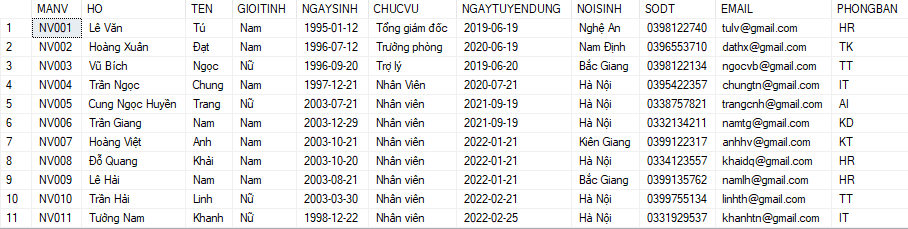 MANV HO TEN GIOITINH NGAYSINH CHUCVU NGAYTUYENDUNG NOISINH SODT EMAIL PHONGBAN
1 NV001 Lê Văn Tú Nam 1995-01-12 Tổng giám đốc 2019-06-19 Nghệ An 0398122740 tulv@gmail.com HR
2 NV002 Hoàng Xuân Đạt Nam 1996-07-12 Trưởng phòng 2020-06-19 Nam Định 0396553710 dathx@gmail.com TK
3 NV003 Vũ Bích Ngọc Nữ 1996-09-20 Trợ lý 2019-06-20 Bắc Giang 0398122134 ngocvb@gmail.com TT
4 NV004 Trần Ngọc Chung Nam 1997-12-21 Nhân Viên 2020-07-21 Hà Nội 0395422357 chungtn@gmail.com IT
5 NV005 Cung Ngọc Huyền Trang Nữ 2003-07-21 Nhân viên 2021-09-19 Hà Nội 0338757821 trangcnh@gmail.com AI
6 NV006 Trần Giang Nam Nam 2003-12-29 Nhân viên 2021-09-19 Hà Nội 0332134211 namtg@gmail.com KD
7 NV007 Hoàng Việt Anh Nam 2003-10-21 Nhân viên 2022-01-21 Kiên Giang 0399122317 anhhv@gmail.com KT
8 NV008 Đỗ Quang Khải Nam 2003-10-20 Nhân viên 2022-01-21 Hà Nội 0334123557 khaidq@gmail.com HR
9 NV009 Lê Hải Nam Nam 2003-08-21 Nhân viên 2022-01-21 Bắc Giang 0399135762 namlh@gmail.com HR
10 NV010 Trần Hải Linh Nữ 2003-03-30 Nhân viên 2022-01-21 Hà Nội 0399755134 linhth@gmail.com TT
11 NV011 Tưởng Nam Khanh Nữ 1998-12-22 Nhân viên 2022-02-25 Hà Nội 0331929537 khanhtn@gmail.com IT